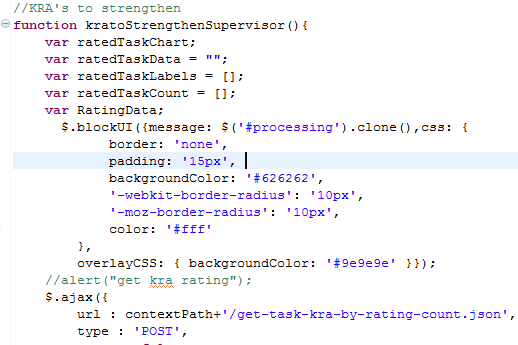 //KRA's to strengthen
function kratoStrengthenSupervisor(){
var ratedTaskChart;
var ratedTaskData = "";
var ratedTaskLabels = [];
var ratedTaskCount = [];
var RatingData;
$.blockUI({message: $('#processing').clone(),css: {
border: 'none',
padding: '15px',
backgroundColor: '#626262',
'-webkit-border-radius': '10px',
'-moz-border-radius': '10px',
color: '#fff'
},
overlayCSS: { backgroundColor: '#9e9e9e' }});
//alert("get kra rating");
$.ajax({
url : contextPath+'/get-task-kra-by-rating-count.json',
type : 'POST',